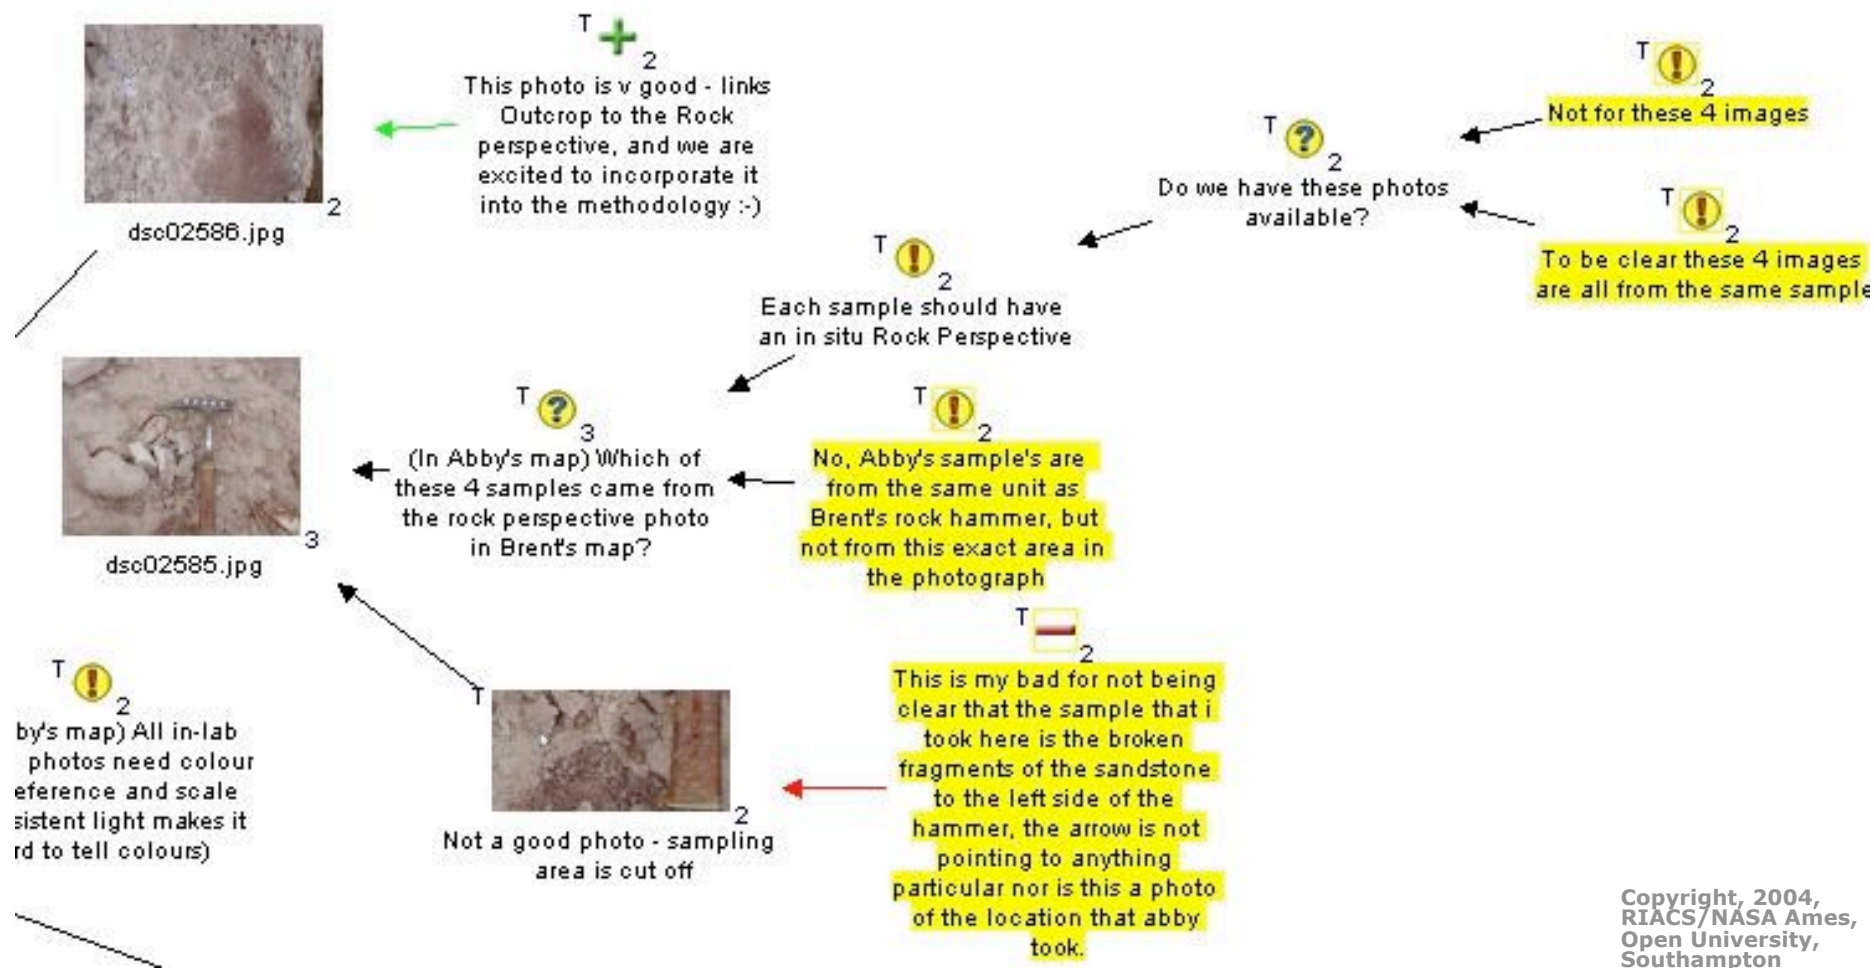 T
2
This photo is v good - links
Outcrop to the Rock
perspective, and we are
excited to incorporate it
into the methodology :-)
2
dsc02586.jpg
T
2
Not for these 4 images
T
2
Do we have these photos
available?
T
2
To be clear these 4 images
are all from the same sample
T
2
Each sample should have
an in situ Rock Perspective
3
dsc02585.jpg
T
3
(In Abby's map) Which of
these 4 samples came from
the rock perspective photo
in Brent's map?
T
2
No, Abby's sample's are
from the same unit as
Brent's rock hammer, but
not from this exact area in
the photograph
T
2
by's map) All in-lab
photos need colour
eference and scale
sistent light makes it
rd to tell colours)
T
2
Not a good photo - sampling
area is cut off
T
2
This is my bad for not being
clear that the sample that i
took here is the broken
fragments of the sandstone
to the left side of the
hammer, the arrow is not
pointing to anything
particular nor is this a photo
of the location that abby
took.
Copyright, 2004,
RIACS/NASA Ames,
Open University,
Southampton